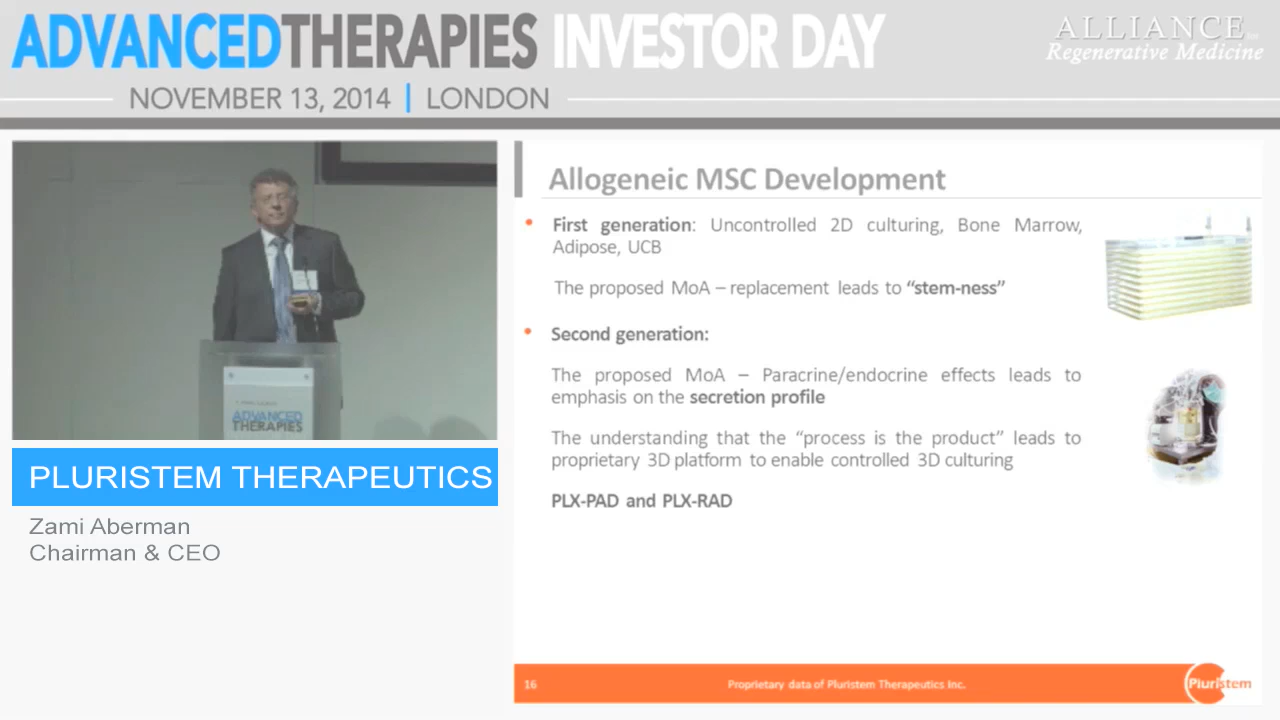 ADVANCEDTHERAPIES INVESTOR DAY
ALLIANCE for
Regenerative Medicine
NOVEMBER 13, 2014 | LONDON
ADVANCED
THERAPIES
PLURISTEM THERAPEUTICS
Zami Aberman
Chairman & CEO
Allogeneic MSC Development
• First generation: Uncontrolled 2D culturing, Bone Marrow,
Adipose, UCB
The proposed MoA – replacement leads to “stem-ness”
• Second generation:
The proposed MoA – Paracrine/endocrine effects leads to
emphasis on the secretion profile
The understanding that the “process is the product” leads to
proprietary 3D platform to enable controlled 3D culturing
PLX-PAD and PLX-RAD
16
Proprietary data of Pluristem Therapeutics Inc.
Pluristem